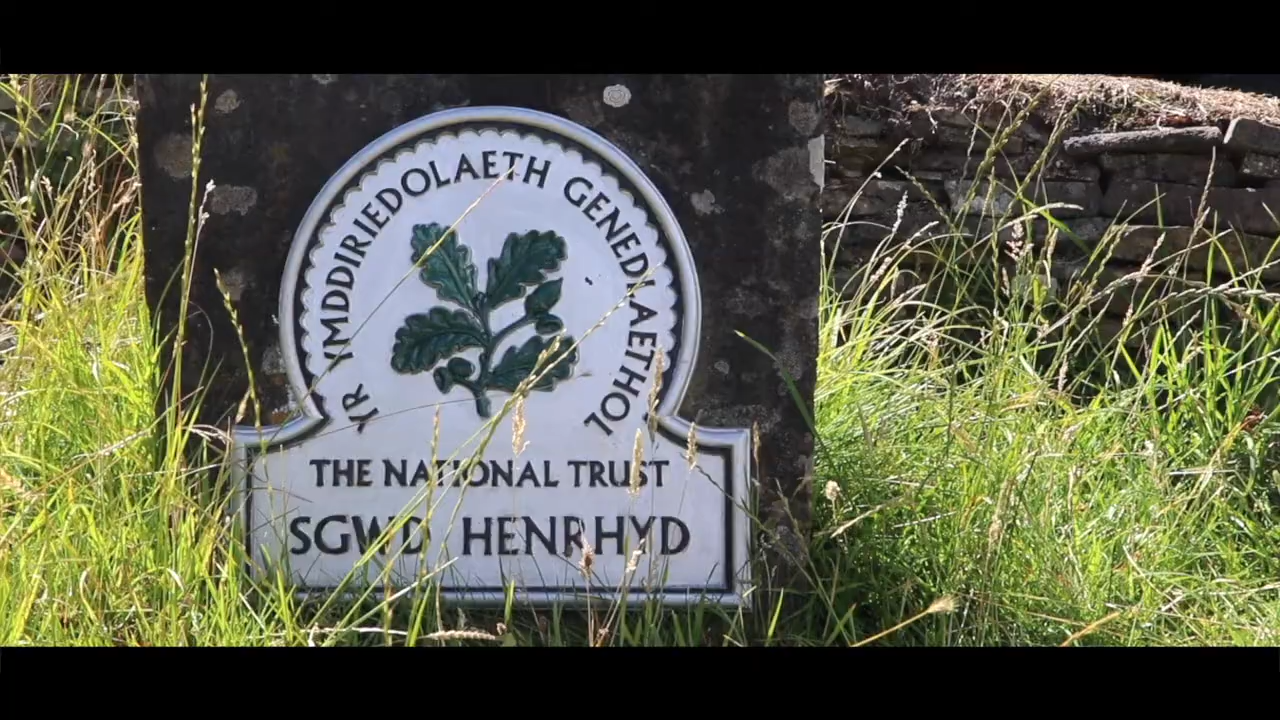 YR YMDDIRIEDOLAETH GENEDLAETHOL
THE NATIONAL TRUST
SGWD HENRHYD